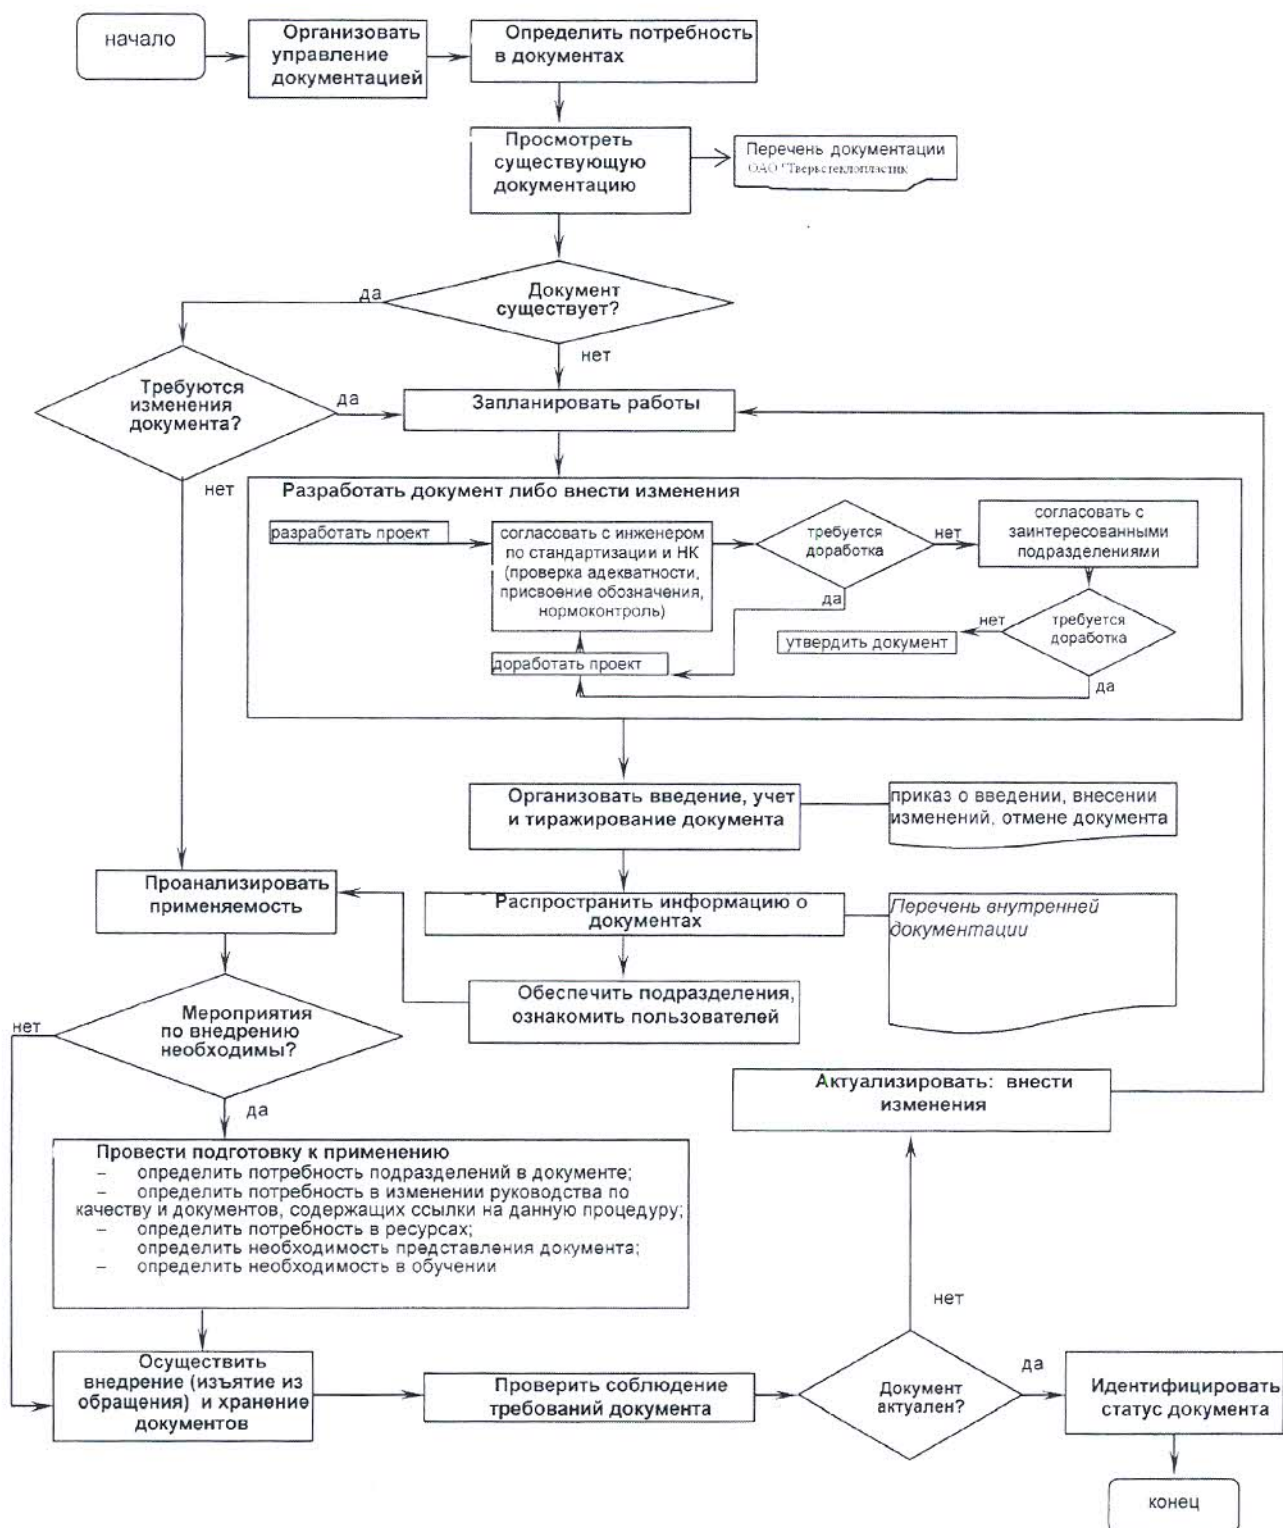 начало
Организовать
управление
документацией
Определить потребность
в документах
Просмотреть
существующую
документацию
Перечень документации
ОАО "Тверьстеклопластик
да
Документ
существует?
нет
Требуются
изменения
документа?
да
Запланировать работы
нет
Разработать документ либо внести изменения
разработать проект
согласовать с инженером
по стандартизации и НК
(проверка адекватности,
присвоение обозначения,
нормоконтроль)
требуется
доработка
нет
согласовать с
заинтересованными
подразделениями
да
утвердить документ
нет
требуется
доработка
доработать проект
да
Организовать введение, учет
и тиражирование документа
приказ о введении, внесении
изменений, отмене документа
Проанализировать
применяемость
Распространить информацию о
документах
Перечень внутренней
документации
Обеспечить подразделения,
ознакомить пользователей
нет
Мероприятия
по внедрению
необходимы?
да
Актуализировать: внести
изменения
Провести подготовку к применению
– определить потребность подразделений в документе;
– определить потребность в изменении руководства по
качеству и документов, содержащих ссылки на данную процедуру;
– определить потребность в ресурсах;
– определить необходимость представления документа;
– определить необходимость в обучении
нет
Осуществить
внедрение (изъятие из
обращения) и хранение
документов
Проверить соблюдение
требований документа
Документ
актуален?
да
Идентифицировать
статус документа
конец